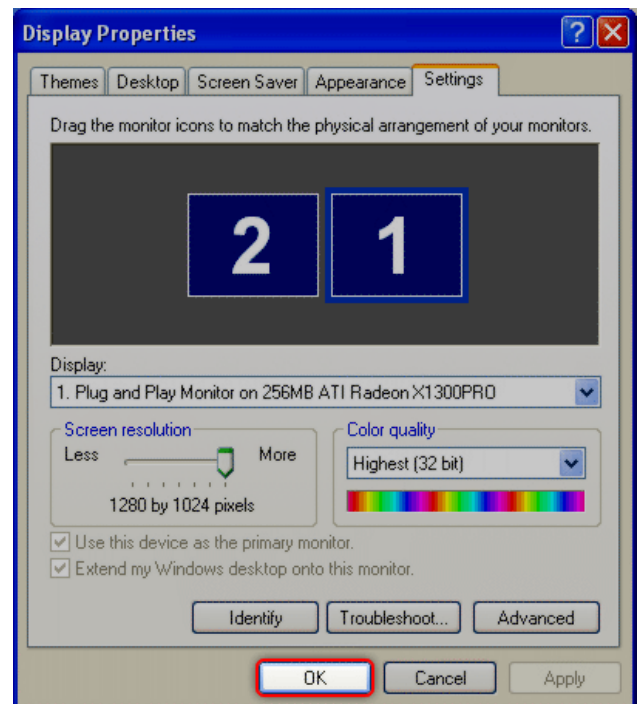 Display Properties
Themes Desktop Screen Saver Appearance Settings
Drag the monitor icons to match the physical arrangement of your monitors.
2 1
Display:
1. Plug and Play Monitor on 256MB ATI Radeon X1300PRO
Screen resolution
Less More
1280 by 1024 pixels
Color quality
Highest (32 bit)
Use this device as the primary monitor.
Extend my Windows desktop onto this monitor.
Identify Troubleshoot... Advanced
OK Cancel Apply